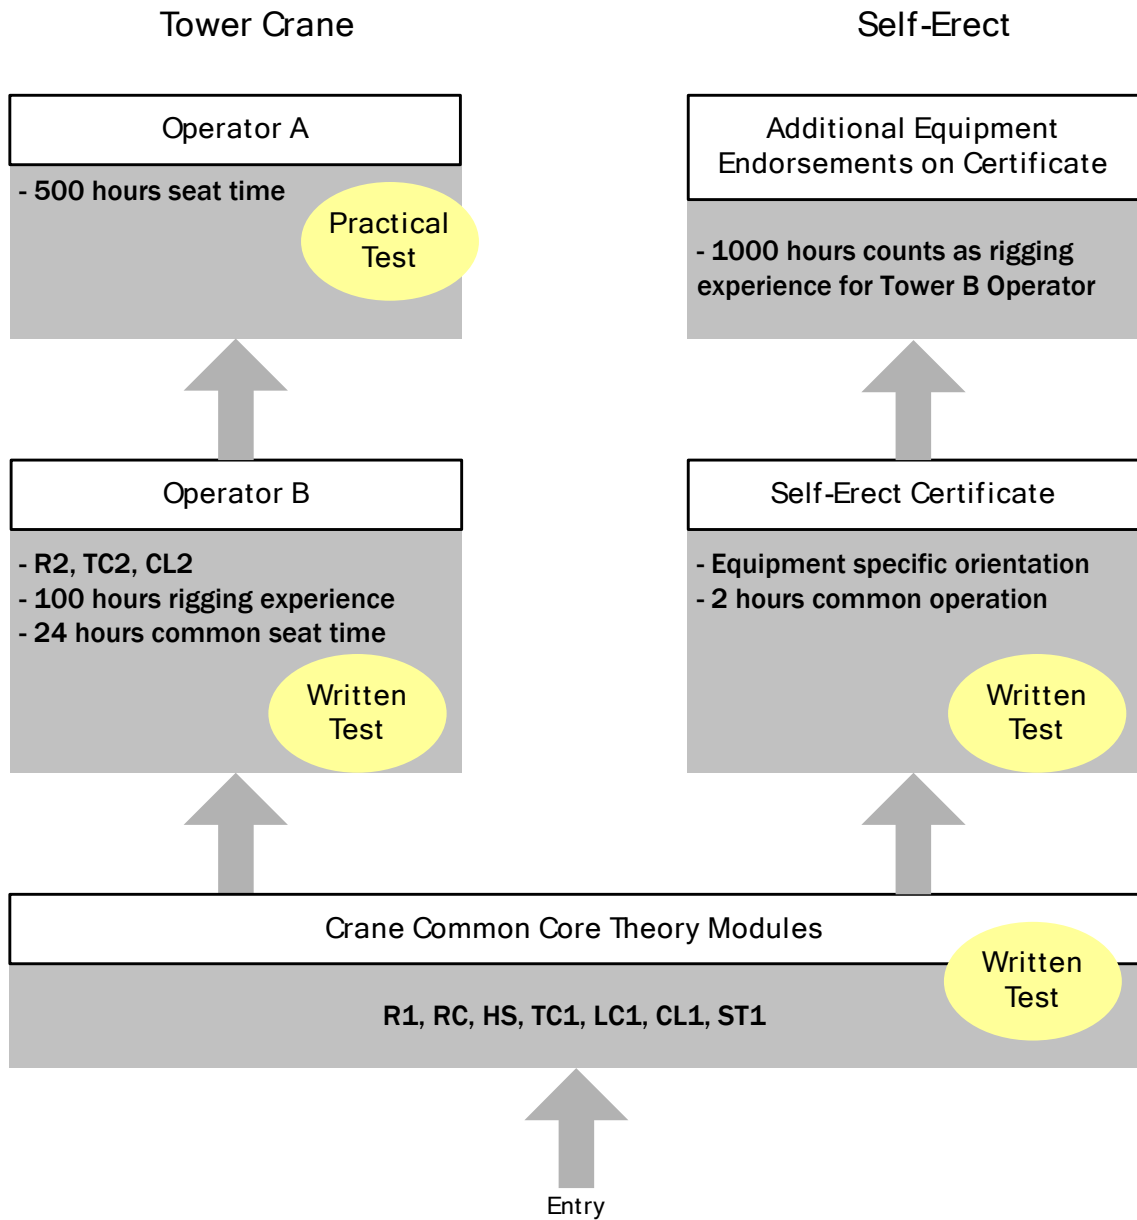 Tower Crane
Self-Erect
Operator A
- 500 hours seat time
Practical
Test
Additional Equipment
Endorsements on Certificate
- 1000 hours counts as rigging
experience for Tower B Operator
Operator B
- R2, TC2, CL2
- 100 hours rigging experience
- 24 hours common seat time
Written
Test
Self-Erect Certificate
- Equipment specific orientation
- 2 hours common operation
Written
Test
Crane Common Core Theory Modules
Written
Test
R1, RC, HS, TC1, LC1, CL1, ST1
Entry